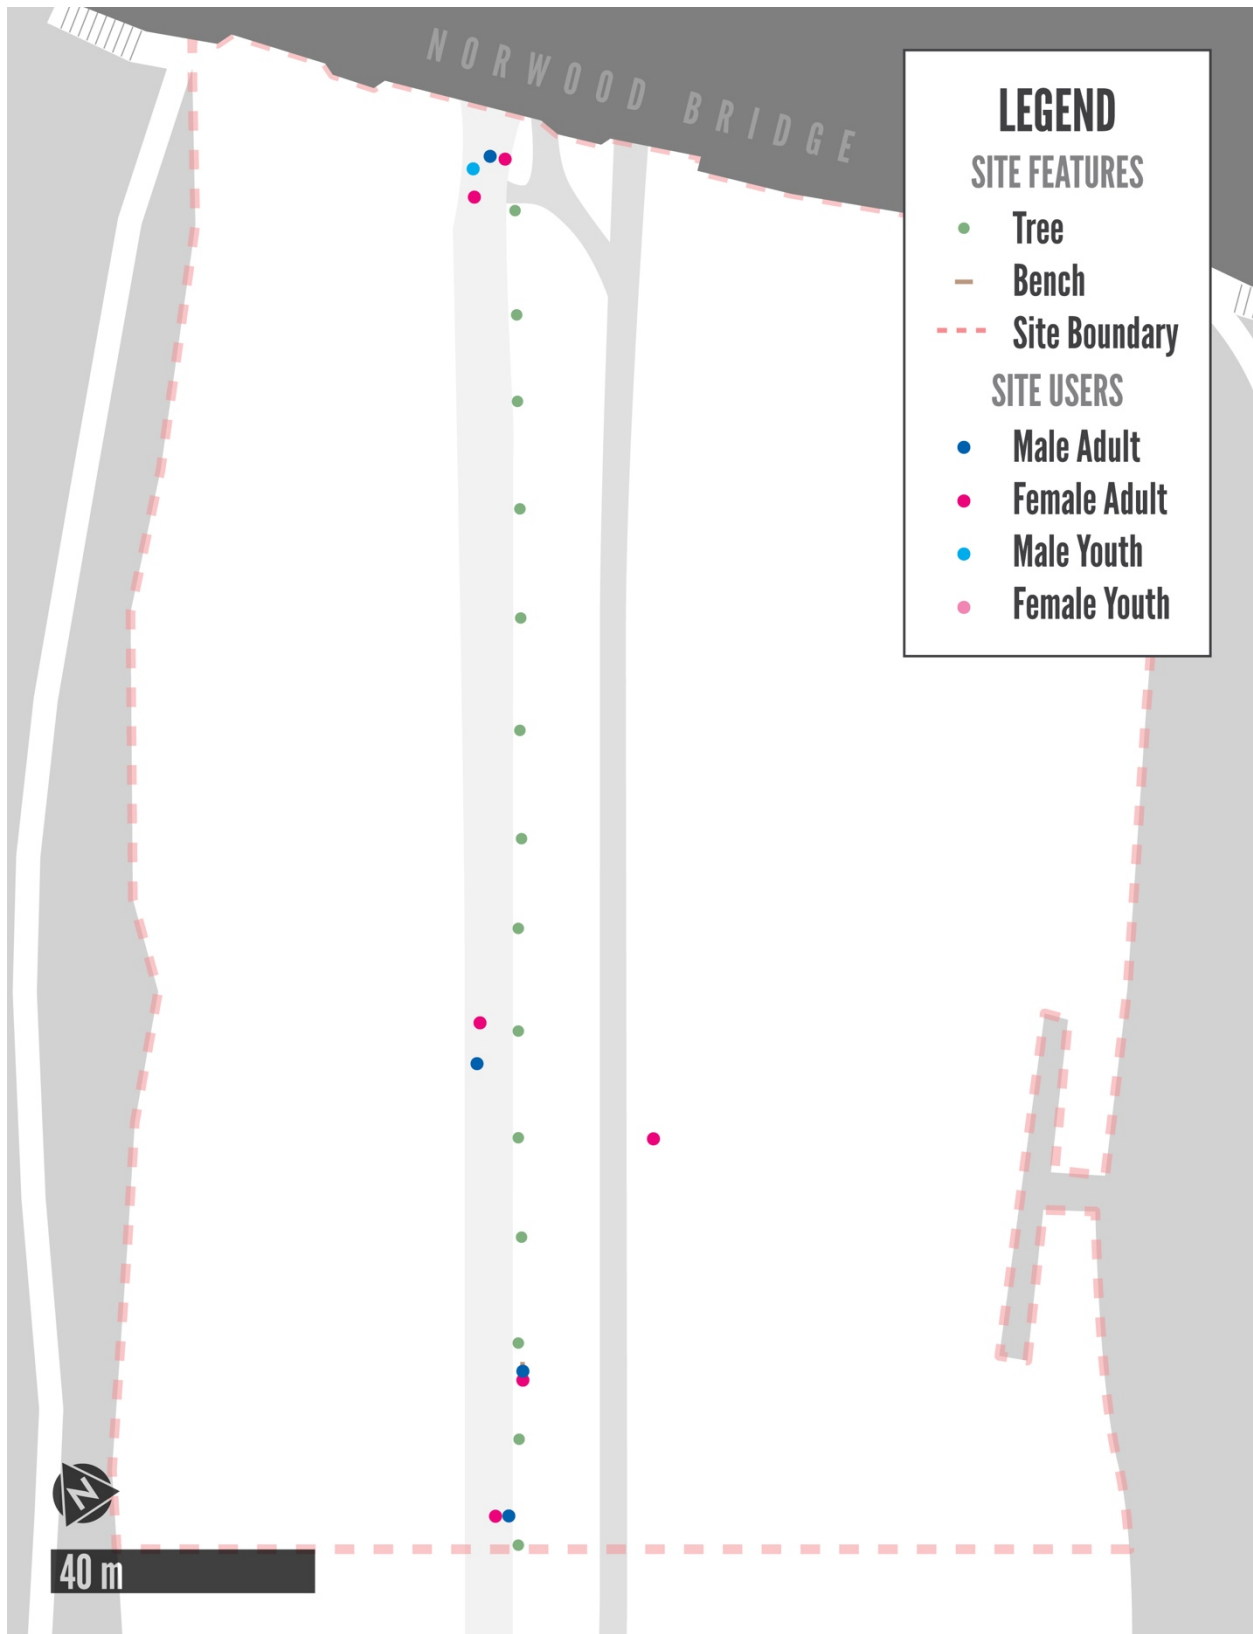 NORWOOD BRIDGE
LEGEND
SITE FEATURES
Tree
Bench
Site Boundary
SITE USERS
Male Adult
Female Adult
Male Youth
Female Youth
N
40 m